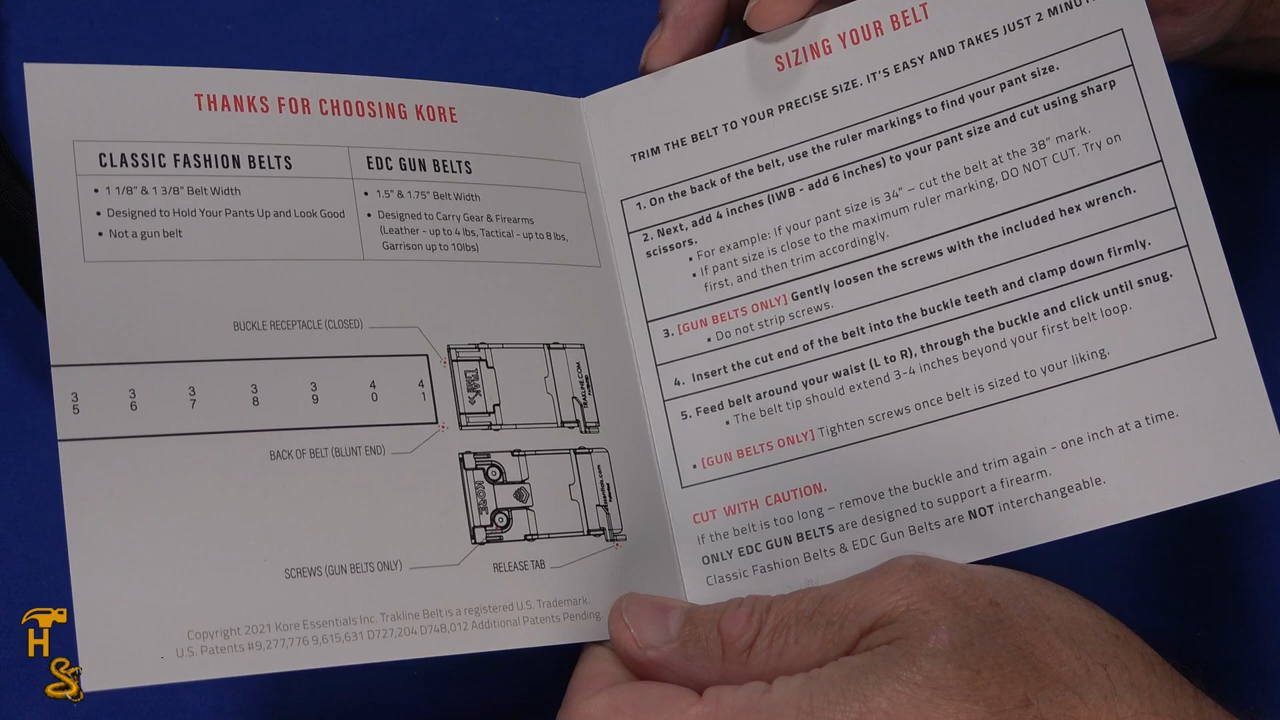 THANKS FOR CHOOSING KORE
CLASSIC FASHION BELTS
• 1 1/8" & 1 3/8" Belt Width
• Designed to Hold Your Pants Up and Look Good
• Not a gun belt
EDC GUN BELTS
• 1.5" & 1.75" Belt Width
• Designed to Carry Gear & Firearms
(Leather - up to 4 lbs, Tactical - up to 8 lbs,
Garrison up to 10lbs)
BUCKLE RECEPTACLE (CLOSED)
35 36 37 38 39 40 41
TRAKLINE.COM
BACK OF BELT (BLUNT END)
KORE
SCREWS (GUN BELTS ONLY)
RELEASE TAB
Copyright 2021 Kore Essentials Inc. Trakline Belt is a registered U.S. Trademark.
U.S. Patents #9,277,776 9,615,631 D727,204 D748,012 Additional Patents Pending.
SIZING YOUR BELT
TRIM THE BELT TO YOUR PRECISE SIZE. IT'S EASY AND TAKES JUST 2
1. On the back of the belt, use the ruler markings to find your pant size.
2. Next, add 4 inches (IWB - add 6 inches) to your pant size and cut using sharp
scissors.
• For example: If your pant size is 34" – cut the belt at the 38" mark.
• If pant size is close to the maximum ruler marking, DO NOT CUT. Try on
first, and then trim accordingly.
3. [GUN BELTS ONLY] Gently loosen the screws with the included hex wrench.
• Do not strip screws.
4. Insert the cut end of the belt into the buckle teeth and clamp down firmly.
5. Feed belt around your waist (L to R), through the buckle and click until snug.
• The belt tip should extend 3-4 inches beyond your first belt loop.
• [GUN BELTS ONLY] Tighten screws once belt is sized to your liking.
CUT WITH CAUTION.
If the belt is too long – remove the buckle and trim again - one inch at a time.
ONLY EDC GUN BELTS are designed to support a firearm.
Classic Fashion Belts & EDC Gun Belts are NOT interchangeable.
H
S